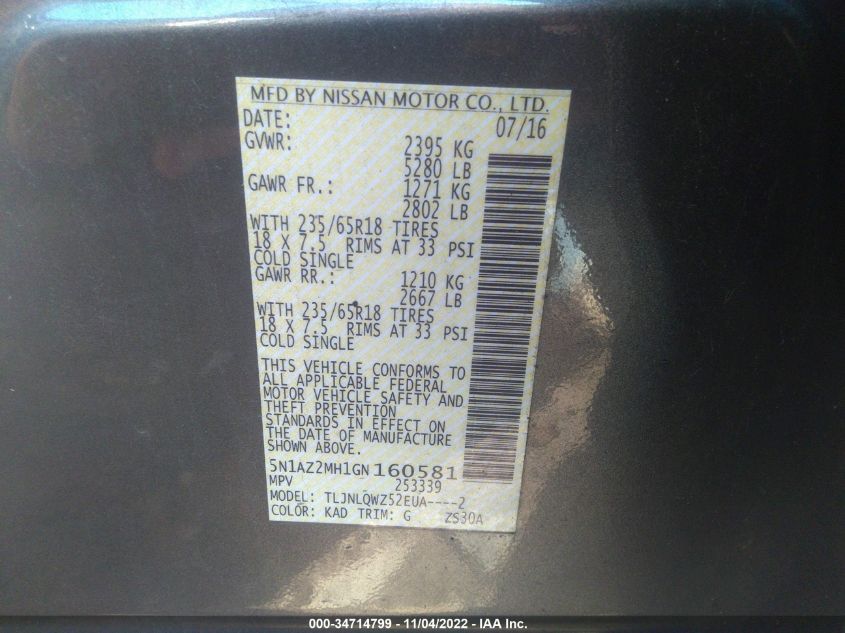 MFD BY NISSAN MOTOR CO., LTD.
DATE: 07/16
GVWR: 2395 KG
5280 LB
GAWR FR.: 1271 KG
2802 LB
WITH 235/65R18 TIRES
18 X 7.5 RIMS AT 33 PSI
COLD SINGLE
GAWR RR.: 1210 KG
2667 LB
WITH 235/65R18 TIRES
18 X 7.5 RIMS AT 33 PSI
COLD SINGLE
THIS VEHICLE CONFORMS TO
ALL APPLICABLE FEDERAL
MOTOR VEHICLE SAFETY AND
THEFT PREVENTION
STANDARDS IN EFFECT ON
THE DATE OF MANUFACTURE
SHOWN ABOVE.
5N1AZ2MH1GN160581
MPV 253339
MODEL: TLJNLQWZ52EUA----2
COLOR: KAD TRIM: G ZS30A
000-34714799 - 11/04/2022 - IAA Inc.